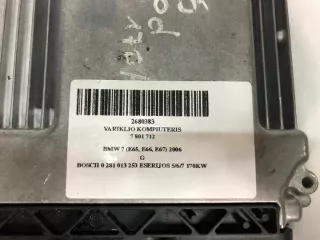 2680383
VARIKLIO KOMPIUTERIS
7 801 712
BMW 7 (E65, E66, E67) 2006
G
BOSCH 0 281 013 253 ESERIJOS 5/6/7 170KW